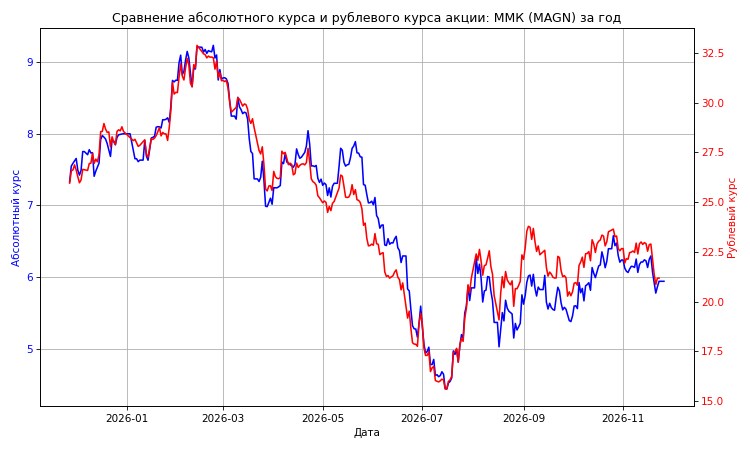 Сравнение абсолютного курса и рублевого курса акции: ММК (MAGN) за год
Абсолютный курс
9
8
7
6
5
32.5
30.0
27.5
25.0
22.5
20.0
17.5
15.0
Рублевый курс
2026-01 2026-03 2026-05 2026-07 2026-09 2026-11
Дата